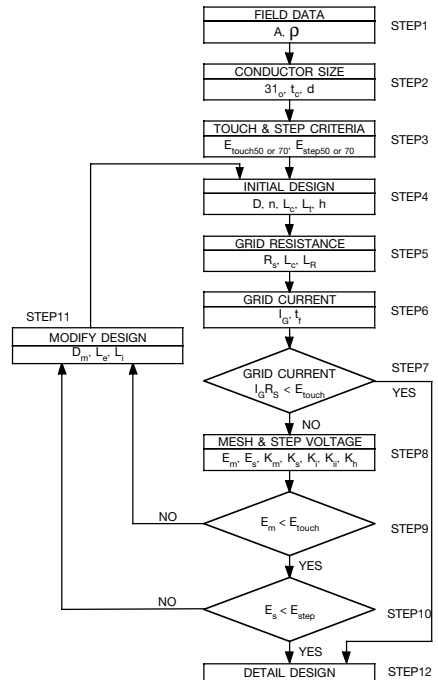 FIELD DATA
A, ρ
STEP1
CONDUCTOR SIZE
31o, tc, d
STEP2
TOUCH & STEP CRITERIA
Etouch50 or 70, Estep50 or 70
STEP3
INITIAL DESIGN
D, n, Lc, Lt, h
STEP4
GRID RESISTANCE
Rs, Lc, LR
STEP5
GRID CURRENT
IG, tf
STEP6
STEP11
MODIFY DESIGN
Dm, Le, Li
GRID CURRENT
IGRS < Etouch
STEP7
YES
NO
MESH & STEP VOLTAGE
Em, Es, Km, Ks, Ki, Kii, Kh
STEP8
NO
Em < Etouch
STEP9
YES
NO
Es < Estep
STEP10
YES
DETAIL DESIGN
STEP12